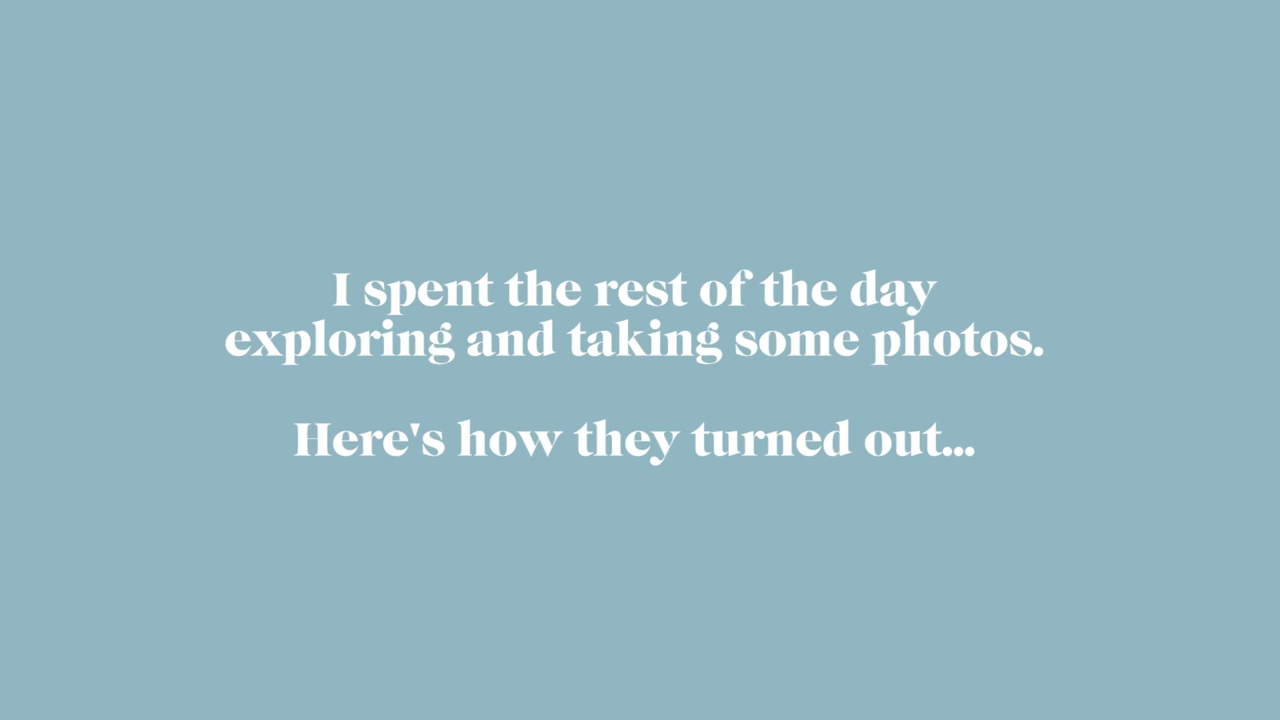 I spent the rest of the day
exploring and taking some photos.
Here's how they turned out...